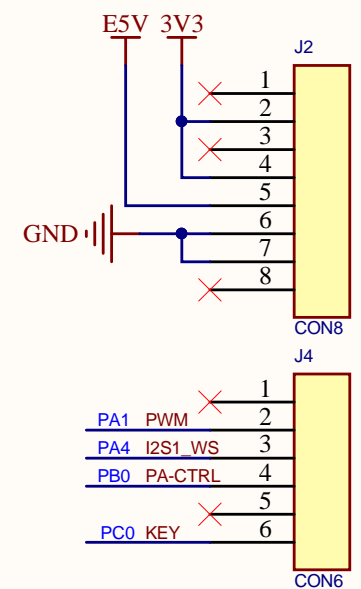 E5V 3V3
J2
1
2
3
4
5
GND 6
7
8
CON8
J4
1
PA1 PWM 2
PA4 I2S1_WS 3
PB0 PA-CTRL 4
5
PC0 KEY 6
CON6